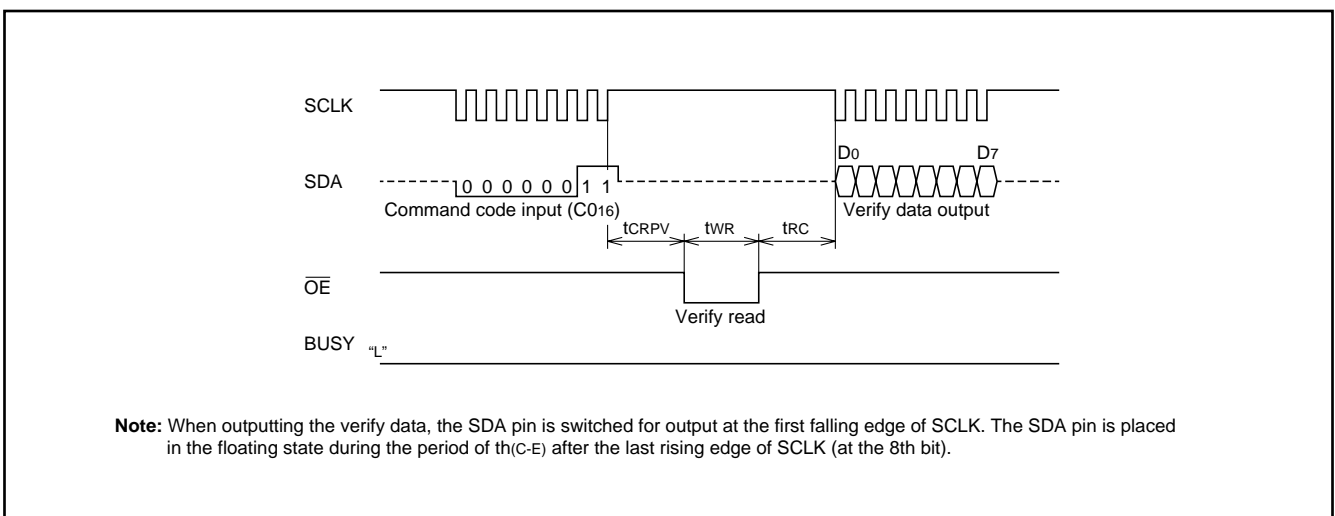 SCLK
D0 D7
SDA
0 0 0 0 0 0 1 1
Command code input (C016)
Verify data output
tCRPV tWR tRC
OE
Verify read
BUSY “L”
Note: When outputting the verify data, the SDA pin is switched for output at the first falling edge of SCLK. The SDA pin is placed
in the floating state during the period of th(C-E) after the last rising edge of SCLK (at the 8th bit).